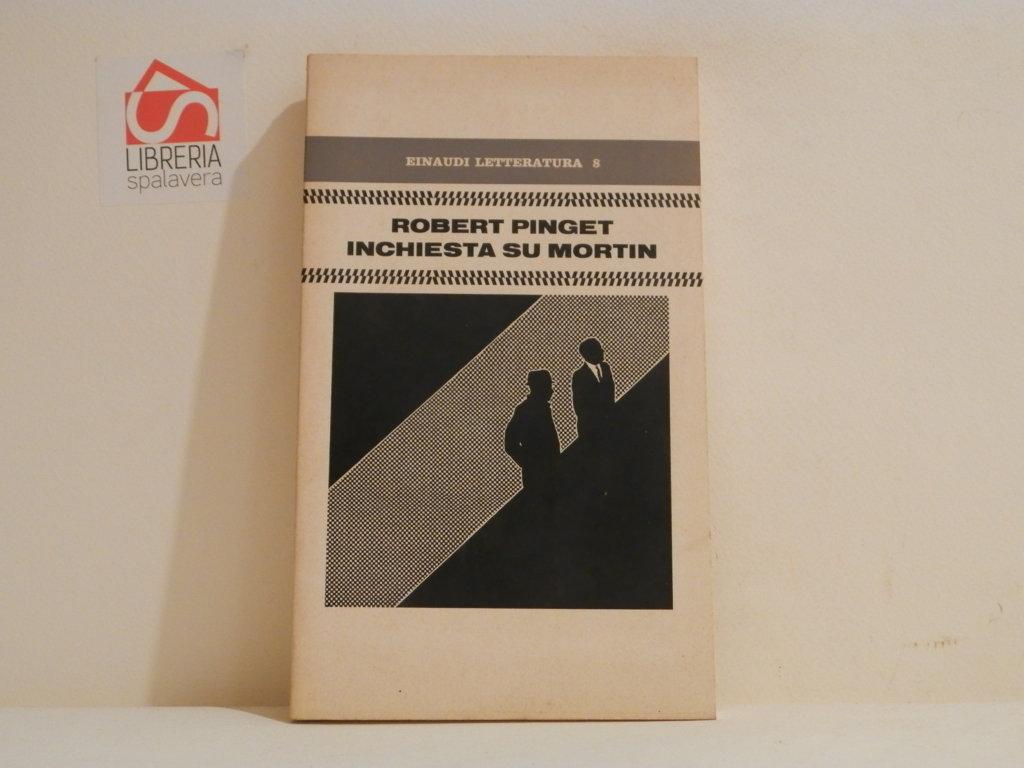 LIBRERIA
spalavera
EINAUDI LETTERATURA 8
ROBERT PINGET
INCHIESTA SU MORTIN